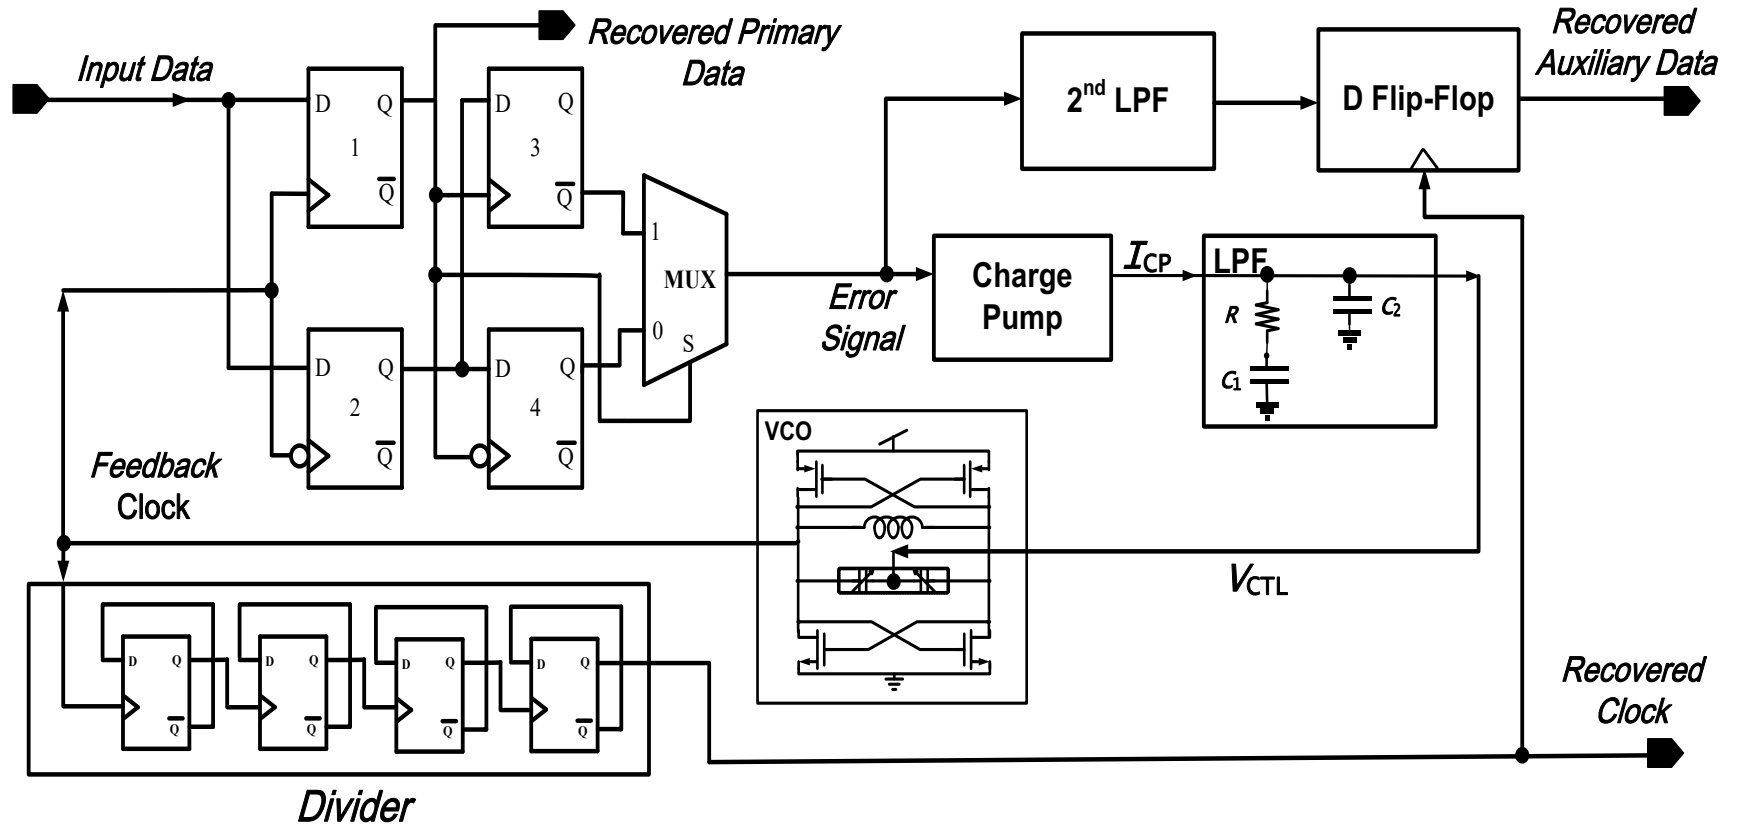 Input Data
Recovered Primary
Data
Recovered
Auxiliary Data
D Q
1
Q
D Q
3
Q
2nd LPF
D Flip-Flop
1
MUX
0
S
Error
Signal
Charge
Pump
ICP
LPF
R
C1
C2
D Q
2
Q
D Q
4
Q
Feedback
Clock
VCO
VCTL
D Q
Q
D Q
Q
D Q
Q
D Q
Q
Divider
Recovered
Clock